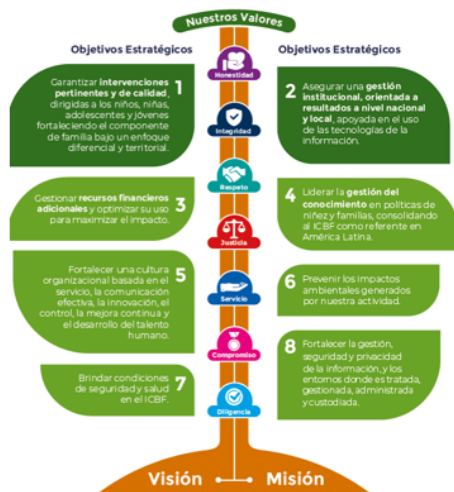 Nuestros Valores
Objetivos Estratégicos
Objetivos Estratégicos
Honestidad
Garantizar intervenciones
pertinentes y de calidad,
dirigidas a los niños, niñas,
adolescentes y jóvenes
fortaleciendo el componente
de familia bajo un enfoque
diferencial y territorial.
1
2
Asegurar una gestión
institucional, orientada a
resultados a nivel nacional
y local, apoyada en el uso
de las tecnologías de la
información.
Integridad
Respeto
Gestionar recursos financieros
adicionales y optimizar su uso
para maximizar el impacto.
3
4
Liderar la gestión del
conocimiento en políticas de
niñez y familias, consolidando
al ICBF como referente en
América Latina.
Justicia
Fortalecer una cultura
organizacional basada en el
servicio, la comunicación
efectiva, la innovación, el
control, la mejora continua y
el desarrollo del talento
humano.
5
Servicio
6
Prevenir los impactos
ambientales generados
por nuestra actividad.
Compromiso
Brindar condiciones
de seguridad y salud
en el ICBF.
7
8
Fortalecer la gestión,
seguridad y privacidad
de la información, y los
entornos donde es tratada,
gestionada, administrada
y custodiada.
Diligencia
Visión
Misión